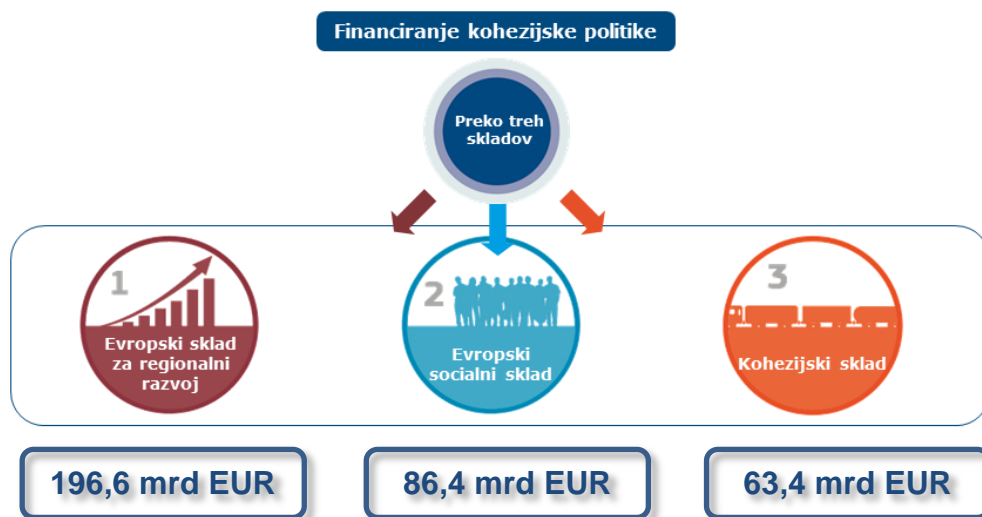 Financiranje kohezijske politike
Preko treh
skladov
1
Evropski sklad
za regionalni
razvoj
2
Evropski
socialni sklad
3
Kohezijski sklad
196,6 mrd EUR
86,4 mrd EUR
63,4 mrd EUR